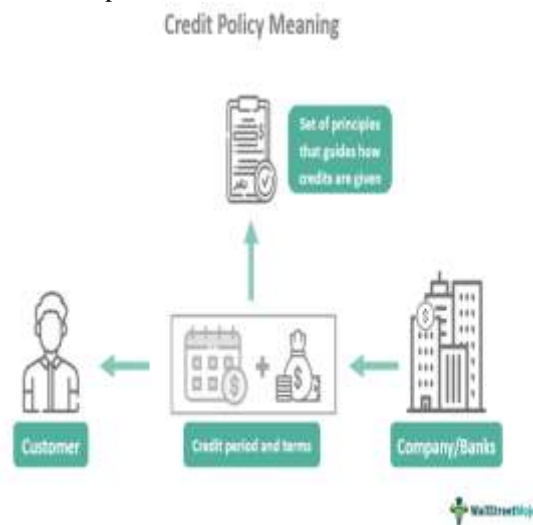 Credit Policy Meaning
Set of principles
that guides how
credits are given
Customer
Credit period and terms
Company/Banks